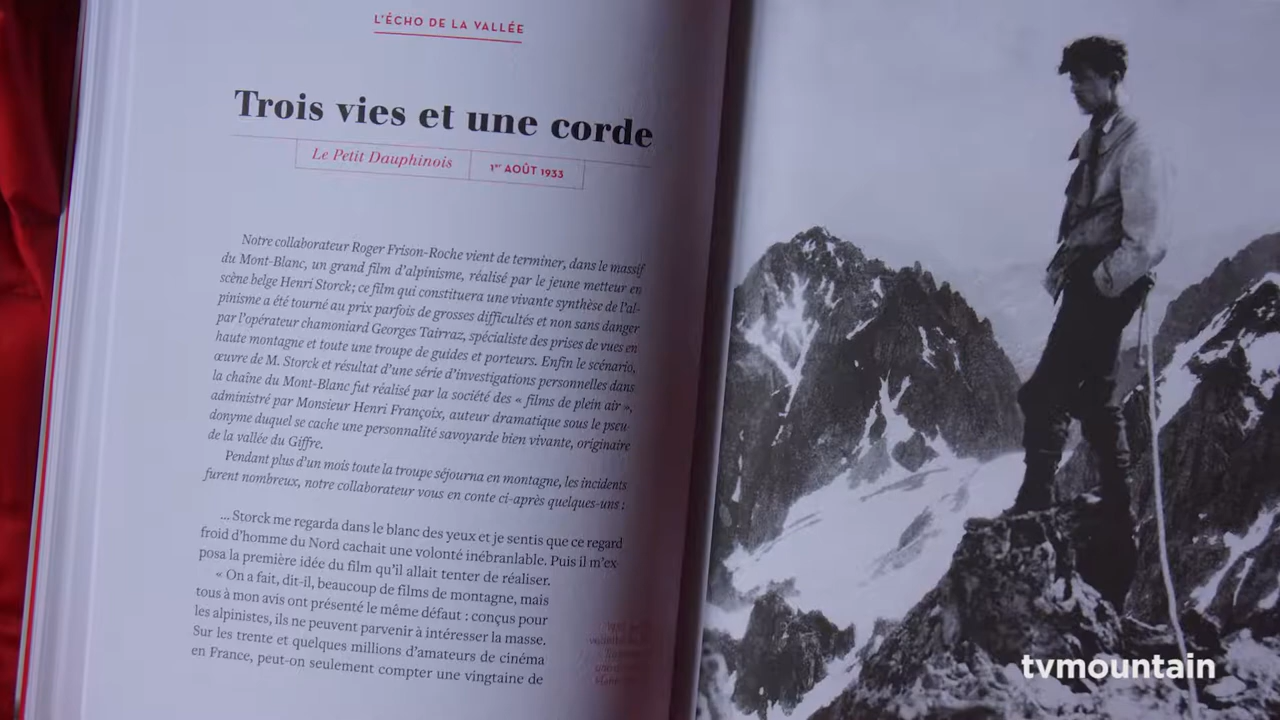 L'ÉCHO DE LA VALLÉE
Trois vies et une corde
Le Petit Dauphinois
1er AOÛT 1933
Notre collaborateur Roger Frison-Roche vient de terminer, dans le massif
du Mont-Blanc, un grand film d'alpinisme, réalisé par le jeune metteur en
scène belge Henri Storck; ce film qui constituera une vivante synthèse de l'al-
pinisme a été tourné au prix parfois de grosses difficultés et non sans danger
par l'opérateur chamoniard Georges Tairraz, spécialiste des prises de vues en
haute montagne et toute une troupe de guides et porteurs. Enfin le scénario,
œuvre de M. Storck et résultat d'une série d'investigations personnelles dans
la chaîne du Mont-Blanc fut réalisé par la société des « films de plein air »,
administré par Monsieur Henri Françoix, auteur dramatique sous le pseu-
donyme duquel se cache une personnalité savoyarde bien vivante, originaire
de la vallée du Giffre.
Pendant plus d'un mois toute la troupe séjourna en montagne, les incidents
furent nombreux, notre collaborateur vous en conte ci-après quelques-uns :
... Storck me regarda dans le blanc des yeux et je sentis que ce regard
froid d'homme du Nord cachait une volonté inébranlable. Puis il m'ex-
posa la première idée du film qu'il allait tenter de réaliser.
« On a fait, dit-il, beaucoup de films de montagne, mais
tous à mon avis ont présenté le même défaut : conçus pour
les alpinistes, ils ne peuvent parvenir à intéresser la masse.
Sur les trente et quelques millions d'amateurs de cinéma
en France, peut-on seulement compter une vingtaine de
tvmountain